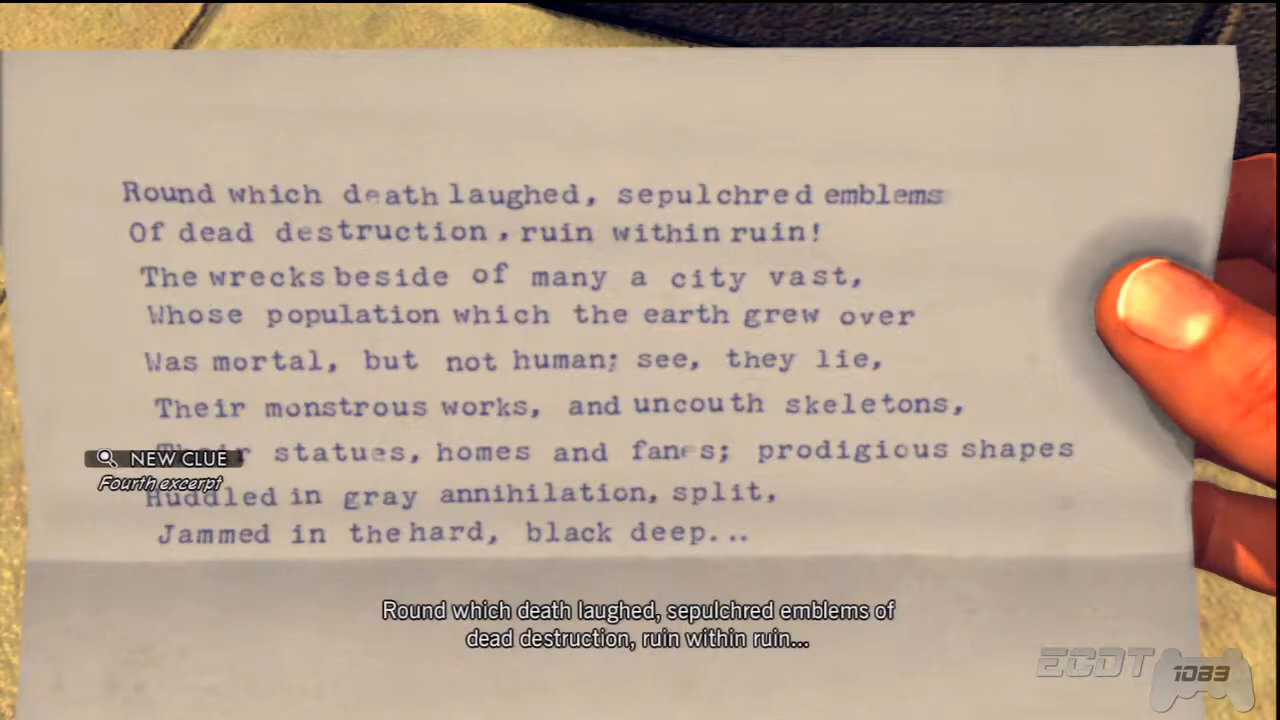 Round which death laughed, sepulchred emblems
Of dead destruction, ruin within ruin!
The wrecks beside of many a city vast,
Whose population which the earth grew over
Was mortal, but not human; see, they lie,
Their monstrous works, and uncouth skeletons,
Their statues, homes and fanes; prodigious shapes
NEW CLUE
Fourth excerpt
Huddled in gray annihilation, split,
Jammed in the hard, black deep...
Round which death laughed, sepulchred emblems of
dead destruction, ruin within ruin...
ECDT
1089